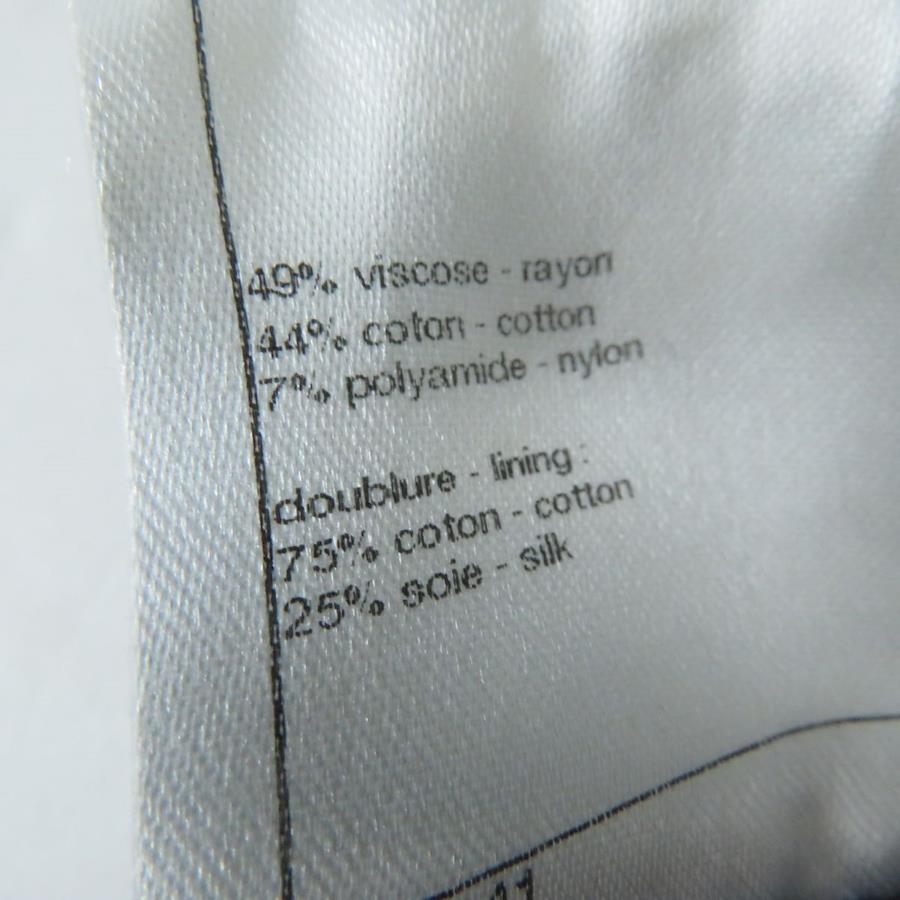 49% viscose - rayon
44% coton - cotton
7% polyamide - nylon
doublure - lining :
75% coton - cotton
25% soie - silk